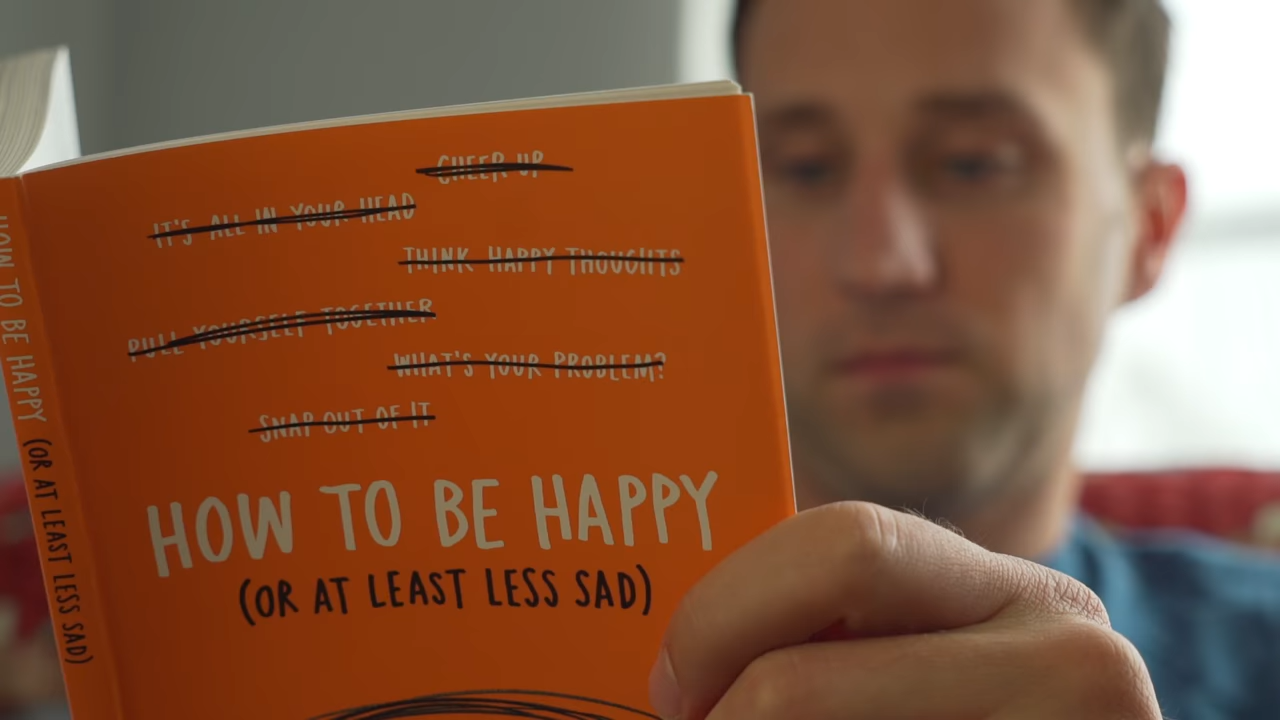 CHEER UP
IT'S ALL IN YOUR HEAD
THINK HAPPY THOUGHTS
PULL YOURSELF TOGETHER
WHAT'S YOUR PROBLEM?
SNAP OUT OF IT
HOW TO BE HAPPY
(OR AT LEAST LESS SAD)
HOW TO BE HAPPY (OR AT LEAST LESS SAD)